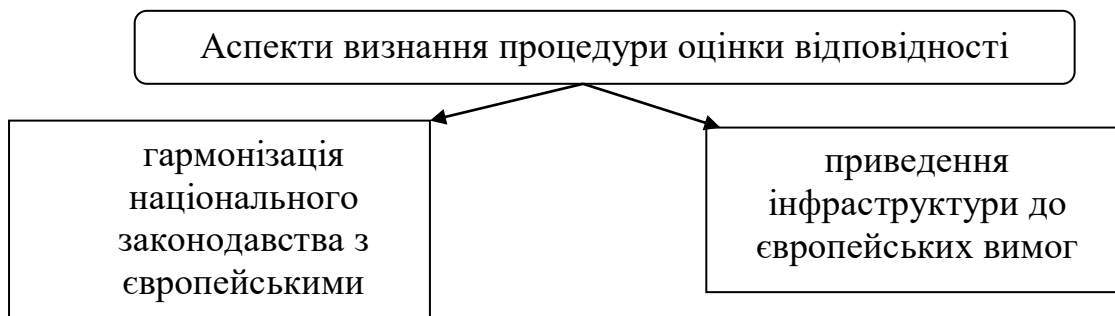 Аспекти визнання процедури оцінки відповідності
гармонізація
національного
законодавства з
європейськими
приведення
інфраструктури до
європейських вимог